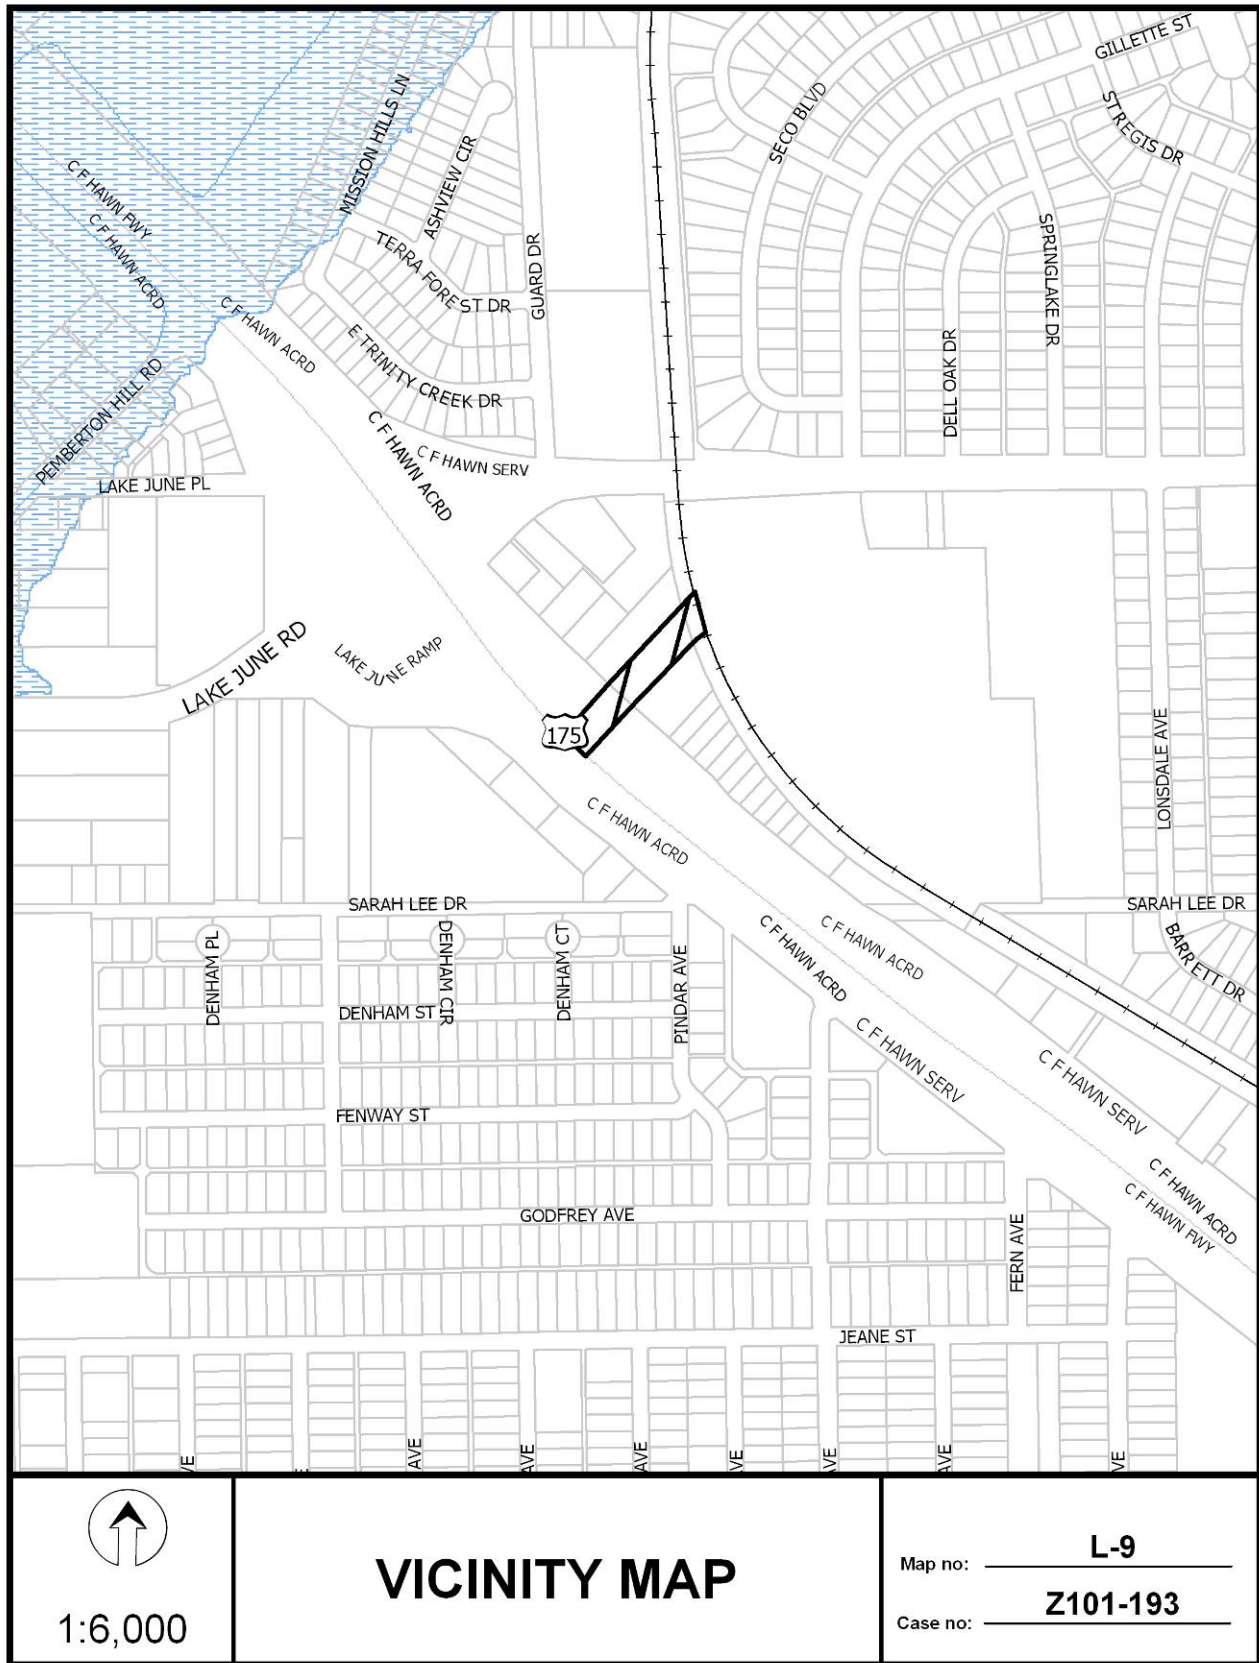 GILLETTE ST
SECO BLVD
ST REGIS DR
MISSION HILLS LN
ASHVIEW CIR
C F HAWN FWY
C F HAWN ACRD
TERRA FOREST DR
GUARD DR
SPRINGLAKE DR
C F HAWN ACRD
E TRINITY CREEK DR
DELL OAK DR
PEMBERTON HILL RD
C F HAWN ACRD
C F HAWN SERV
LAKE JUNE PL
LAKE JUNE RD
LAKE JUNE RAMP
175
LONSDALE AVE
C F HAWN ACRD
SARAH LEE DR
SARAH LEE DR
DENHAM PL
DENHAM CIR
DENHAM CT
PINDAR AVE
C F HAWN ACRD
C F HAWN ACRD
BARRETT DR
DENHAM ST
C F HAWN SERV
C F HAWN SERV
FENWAY ST
C F HAWN ACRD
C F HAWN FWY
GODFREY AVE
FERN AVE
JEANE ST
VE
E
AVE
AVE
AVE
AVE
AVE
AVE
VE
1:6,000
VICINITY MAP
Map no: L-9
Case no: Z101-193